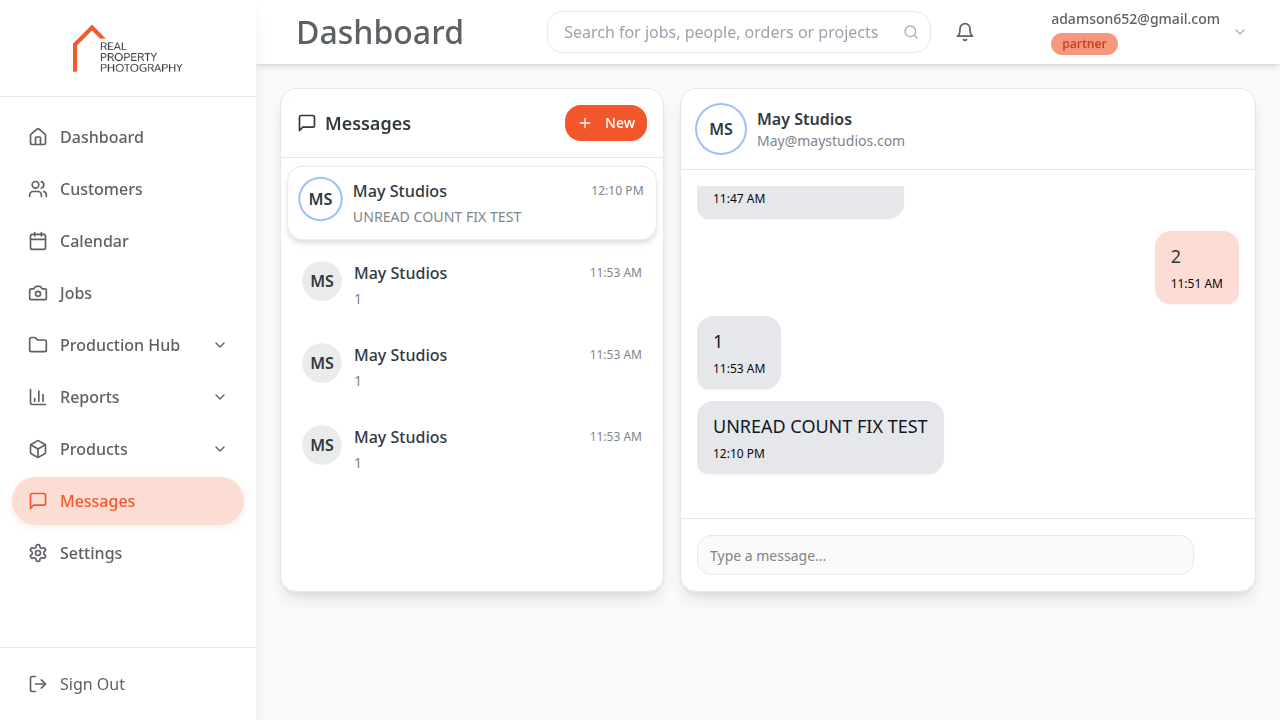 REAL
PROPERTY
PHOTOGRAPHY
Dashboard
Customers
Calendar
Jobs
Production Hub
Reports
Products
Messages
Settings
Sign Out
Dashboard
Search for jobs, people, orders or projects
adamson652@gmail.com
partner
Messages
New
MS
May Studios
12:10 PM
UNREAD COUNT FIX TEST
MS
May Studios
11:53 AM
1
MS
May Studios
11:53 AM
1
MS
May Studios
11:53 AM
1
MS
May Studios
May@maystudios.com
11:47 AM
2
11:51 AM
1
11:53 AM
UNREAD COUNT FIX TEST
12:10 PM
Type a message...